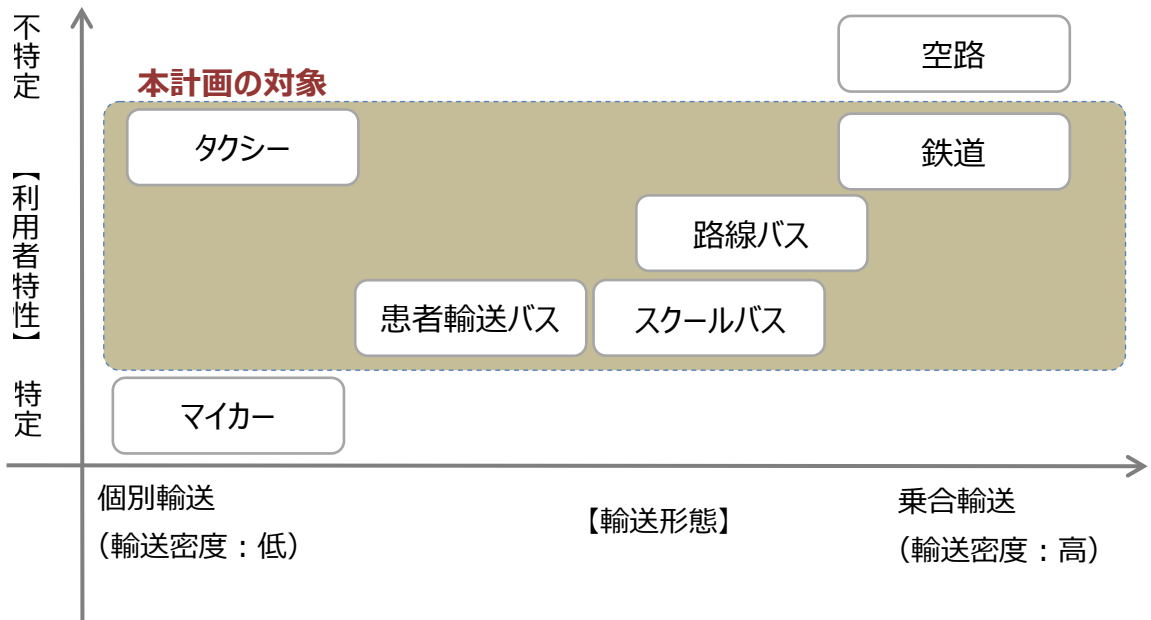 不特定
【利用者特性】
特定
本計画の対象
空路
タクシー
鉄道
路線バス
患者輸送バス
スクールバス
マイカー
個別輸送
（輸送密度：低）
【輸送形態】
乗合輸送
（輸送密度：高）